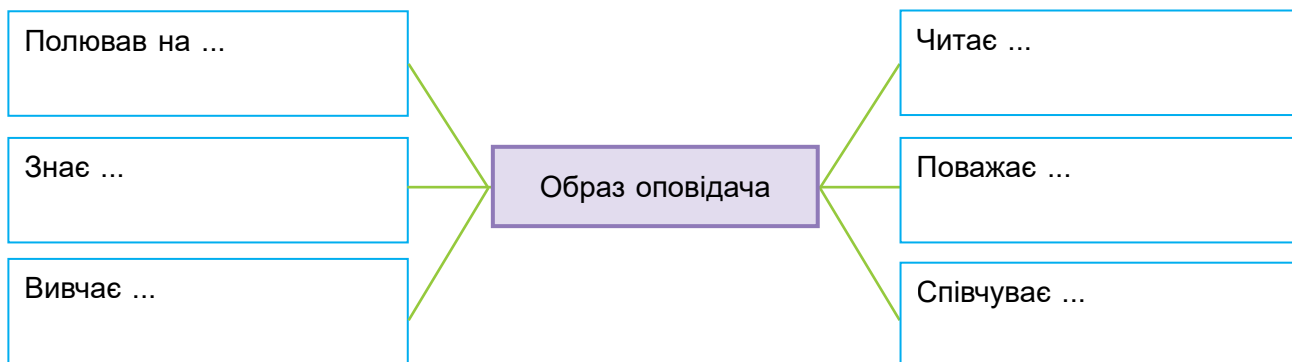 Полював на ...
Знає ...
Вивчає ...
Образ оповідача
Читає ...
Поважає ...
Співчуває ...